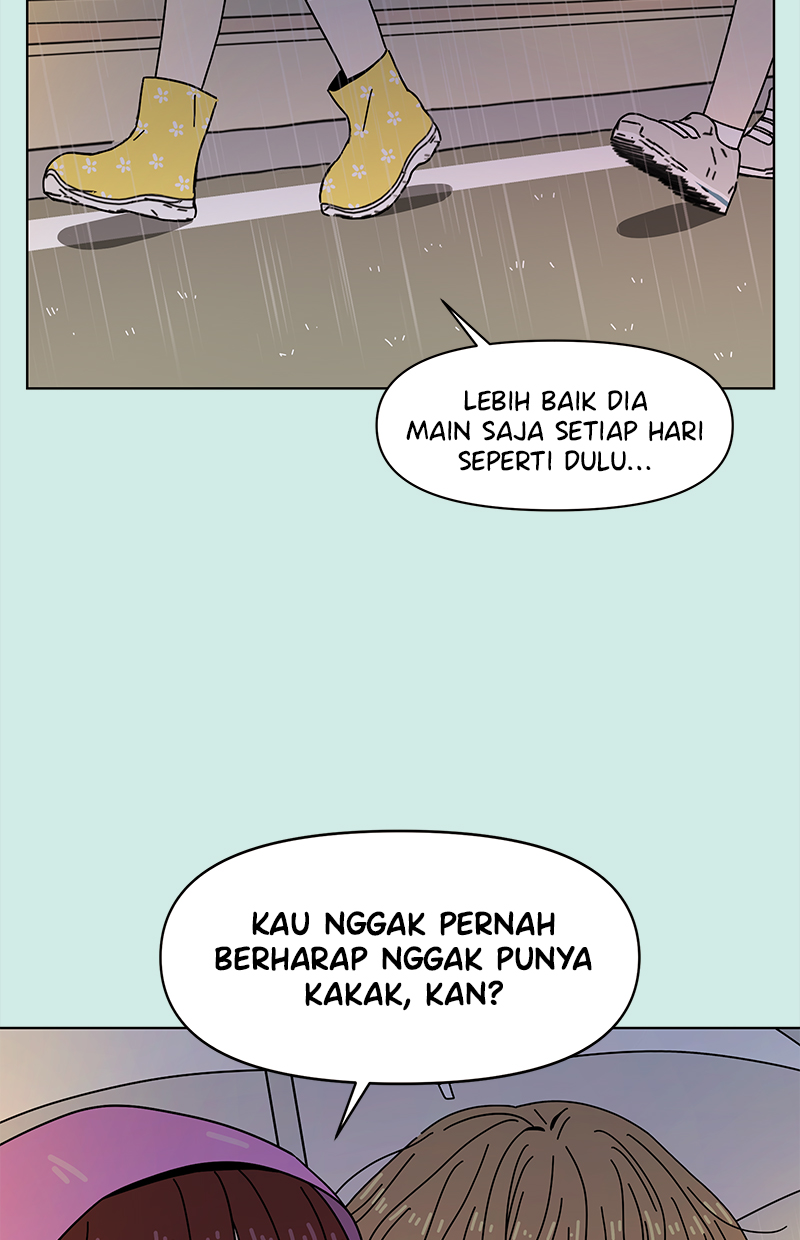 LEBIH BAIK DIA
MAIN SAJA SETIAP HARI
SEPERTI DULU...
KAU NGGAK PERNAH
BERHARAP NGGAK PUNYA
KAKAK, KAN?